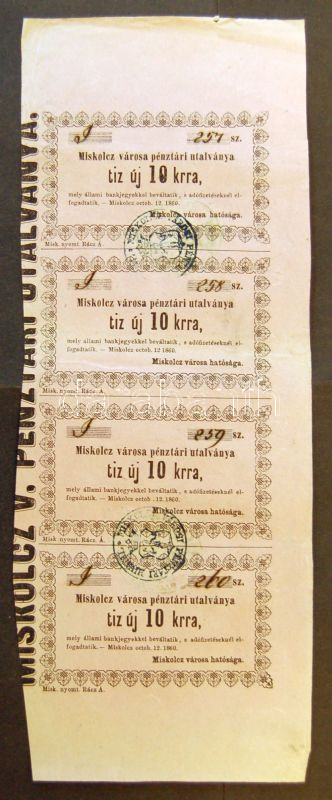 MISKOLCZ V. PÉNZTÁRI UTALVÁNYA.
I 257 sz.
Miskolcz városa pénztári utalványa
tiz új 10 krra,
mely állami bankjegyekkel beváltatik, s adófizetéseknél el-
fogadtatik. — Miskolcz octob. 12. 1860.
Miskolcz városa hatósága.
Misk. nyomt. Rácz Á.
I 258 sz.
Miskolcz városa pénztári utalványa
tiz új 10 krra,
mely állami bankjegyekkel beváltatik, s adófizetéseknél el-
fogadtatik. — Miskolcz octob. 12. 1860.
Miskolcz városa hatósága.
Misk. nyomt. Rácz Á.
I 259 sz.
Miskolcz városa pénztári utalványa
tiz új 10 krra,
mely állami bankjegyekkel beváltatik, s adófizetéseknél el-
fogadtatik. — Miskolcz octob. 12. 1860.
Miskolcz városa hatósága.
Misk. nyomt. Rácz Á.
I 260 sz.
Miskolcz városa pénztári utalványa
tiz új 10 krra,
mely állami bankjegyekkel beváltatik, s adófizetéseknél el-
fogadtatik. — Miskolcz octob. 12. 1860.
Miskolcz városa hatósága.
Misk. nyomt. Rácz Á.